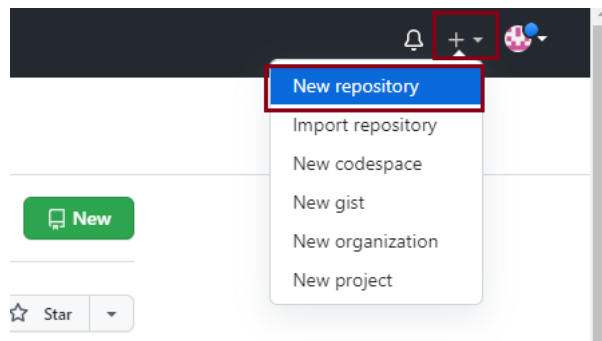 New repository
Import repository
New codespace
New gist
New organization
New project
New
Star